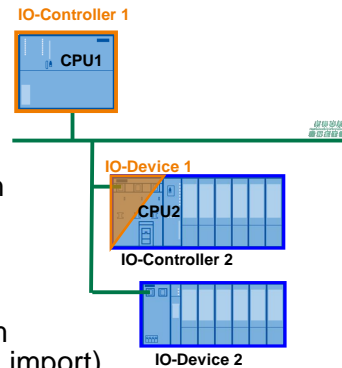 IO-Controller 1
CPU1
IO-Device 1
n
CPU2
IO-Controller 2
n
import)
IO-Device 2